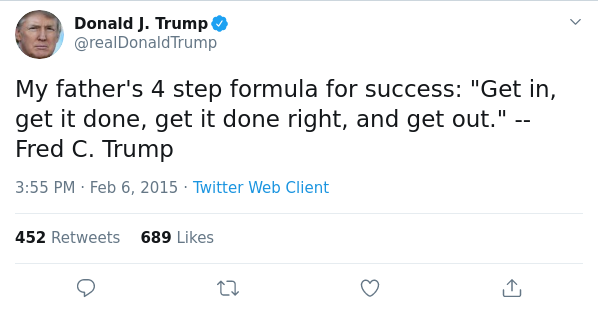 Donald J. Trump
@realDonaldTrump
My father's 4 step formula for success: "Get in,
get it done, get it done right, and get out." --
Fred C. Trump
3:55 PM · Feb 6, 2015 · Twitter Web Client
452 Retweets 689 Likes